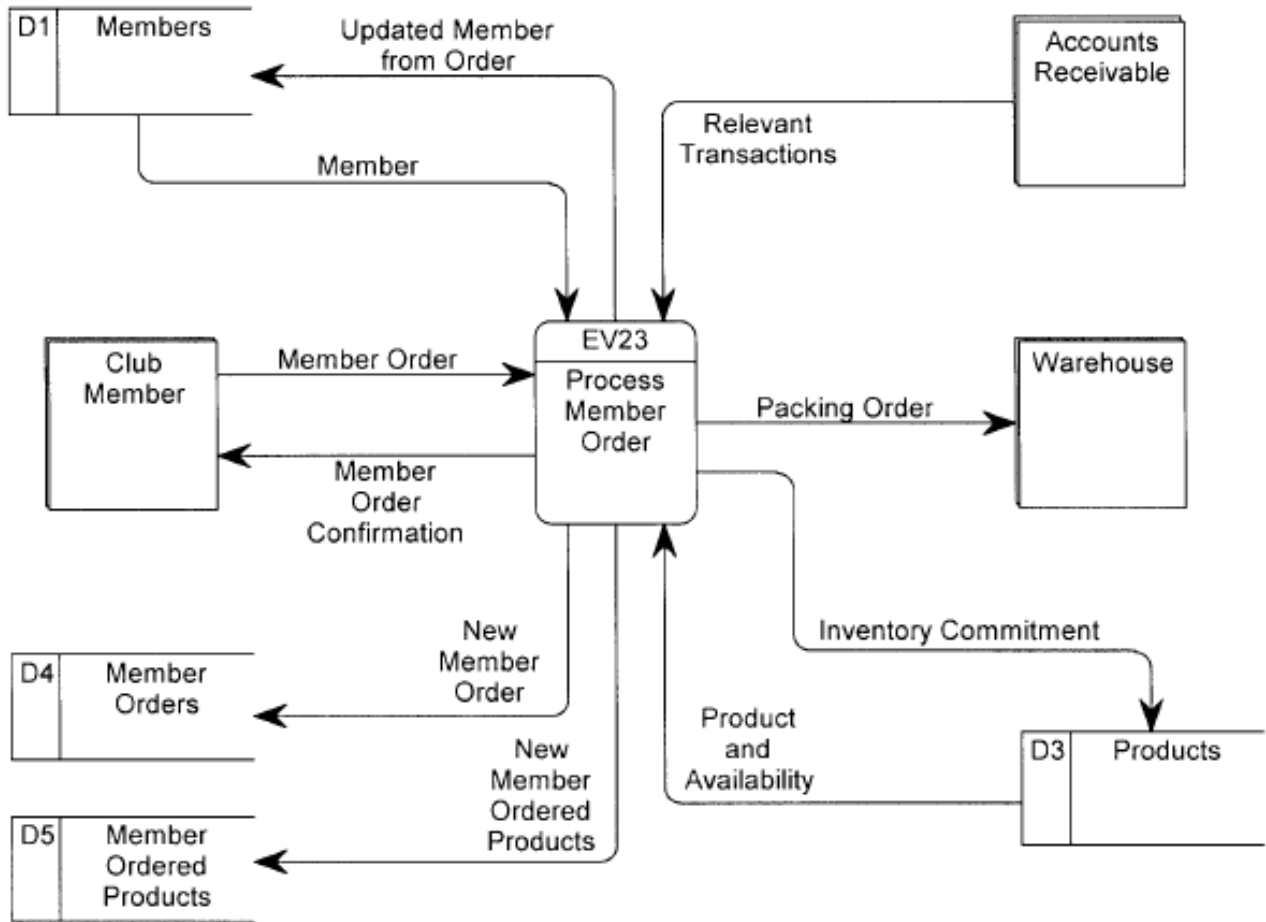 D1
Members
Updated Member
from Order
Accounts
Receivable
Relevant
Transactions
Member
Club
Member
Member Order
EV23
Process
Member
Order
Warehouse
Packing Order
Member
Order
Confirmation
Inventory Commitment
New
Member
Order
D4
Member
Orders
Product
and
Availability
D3
Products
New
Member
Ordered
Products
D5
Member
Ordered
Products